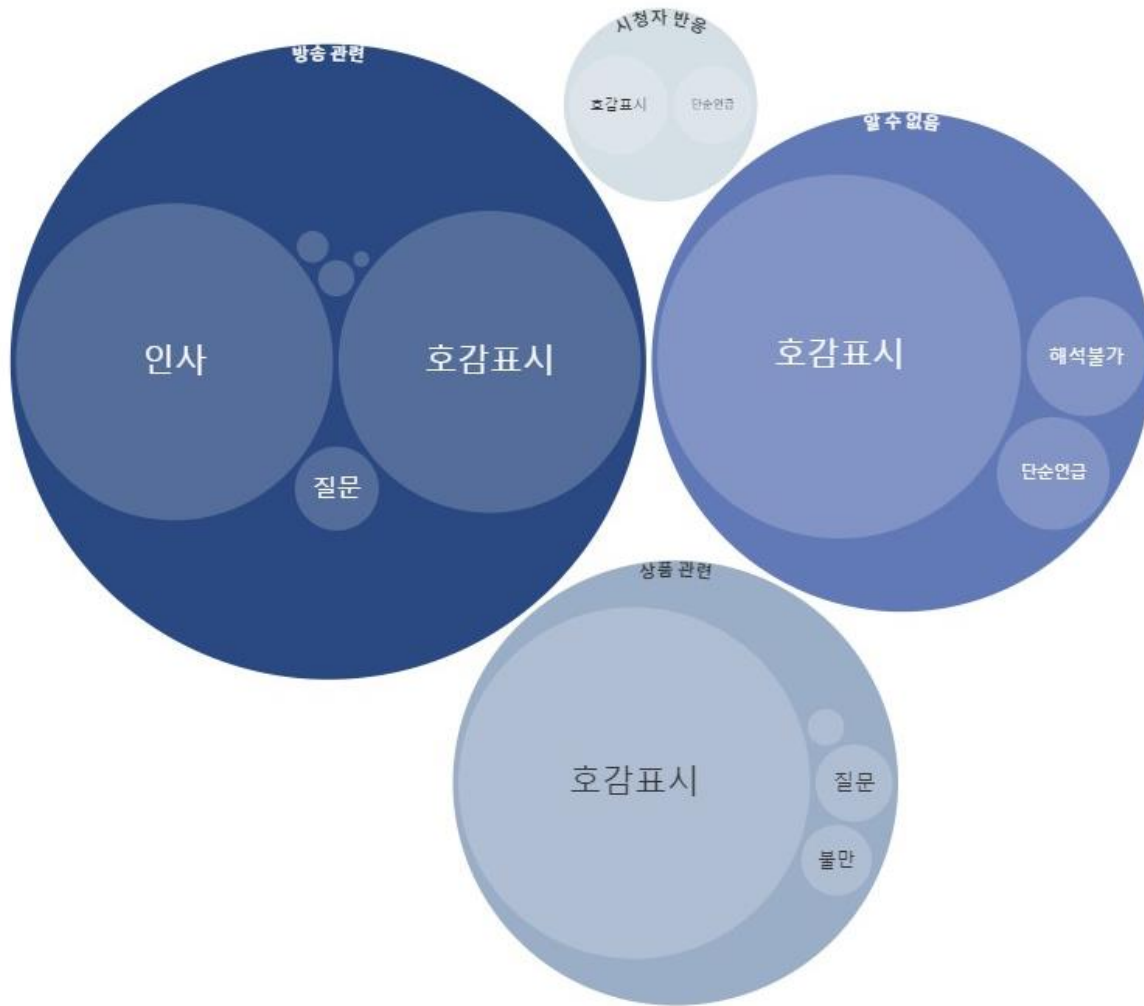 방송 관련
인사
호감표시
질문
시청자 반응
호감표시
단순언급
알 수 없음
호감표시
해석불가
단순언급
상품 관련
호감표시
질문
불만